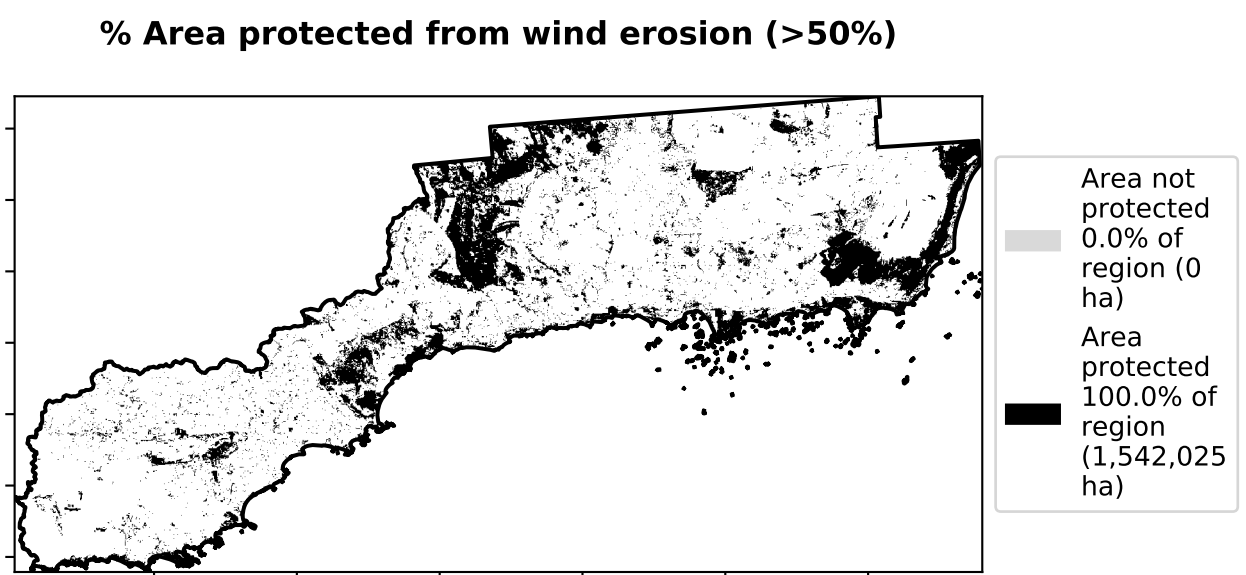 % Area protected from wind erosion (>50%)
Area not
protected
0.0% of
region (0
ha)
Area
protected
100.0% of
region
(1,542,025
ha)